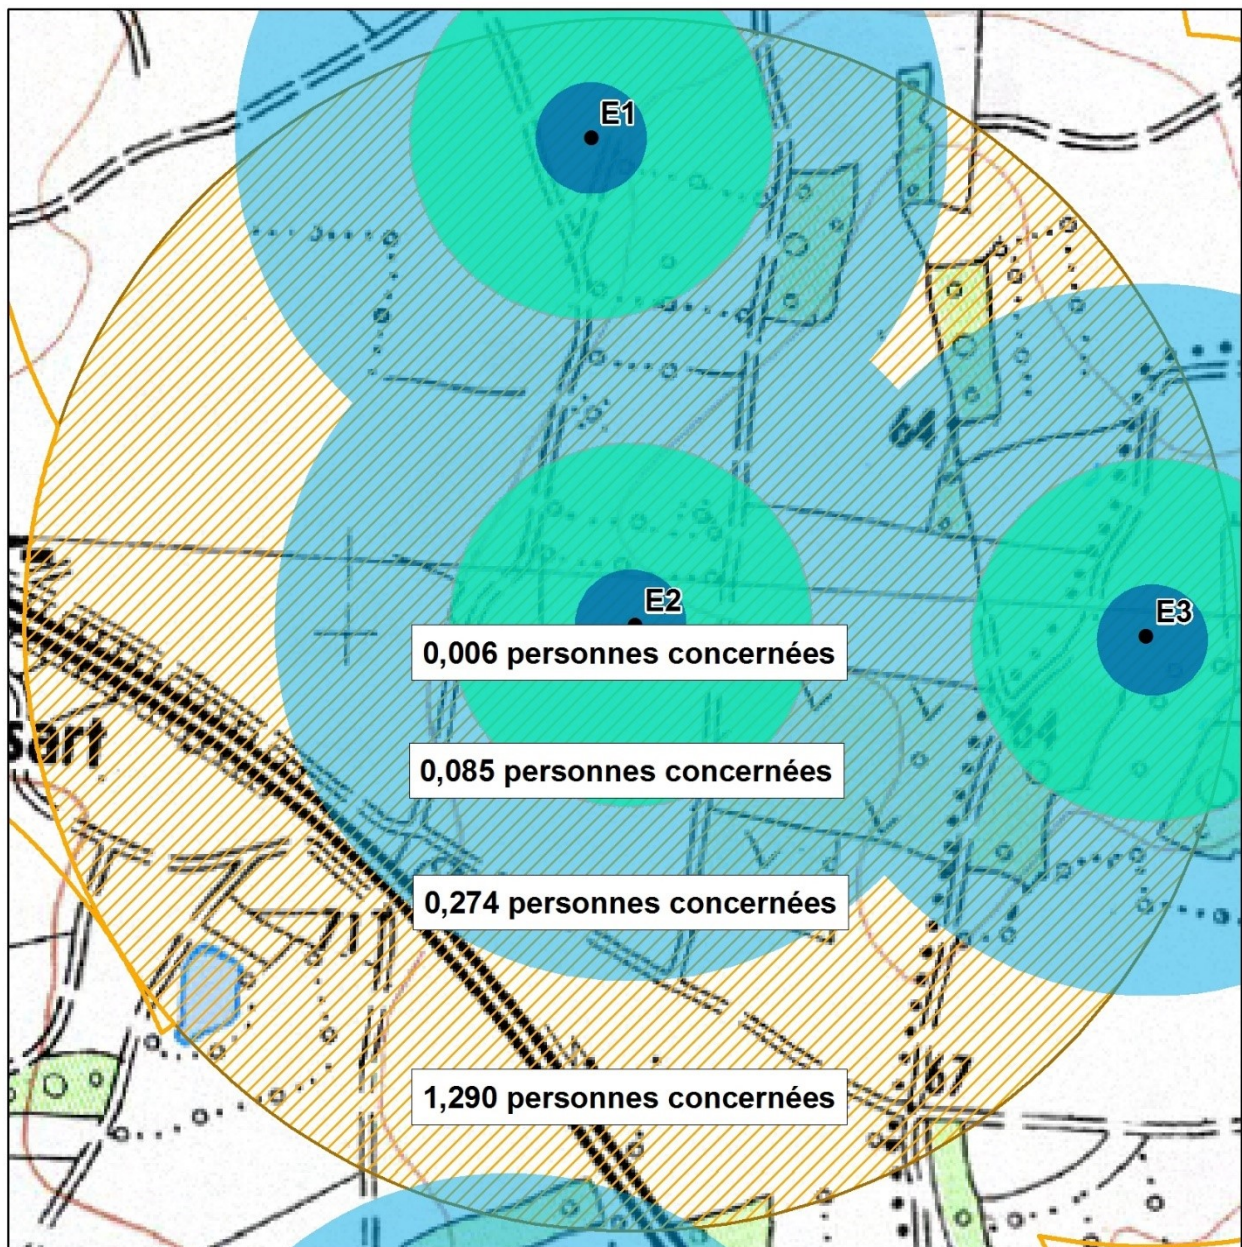 E1
64
E2
E3
0,006 personnes concernées
64
sart
0,085 personnes concernées
0,274 personnes concernées
67
1,290 personnes concernées